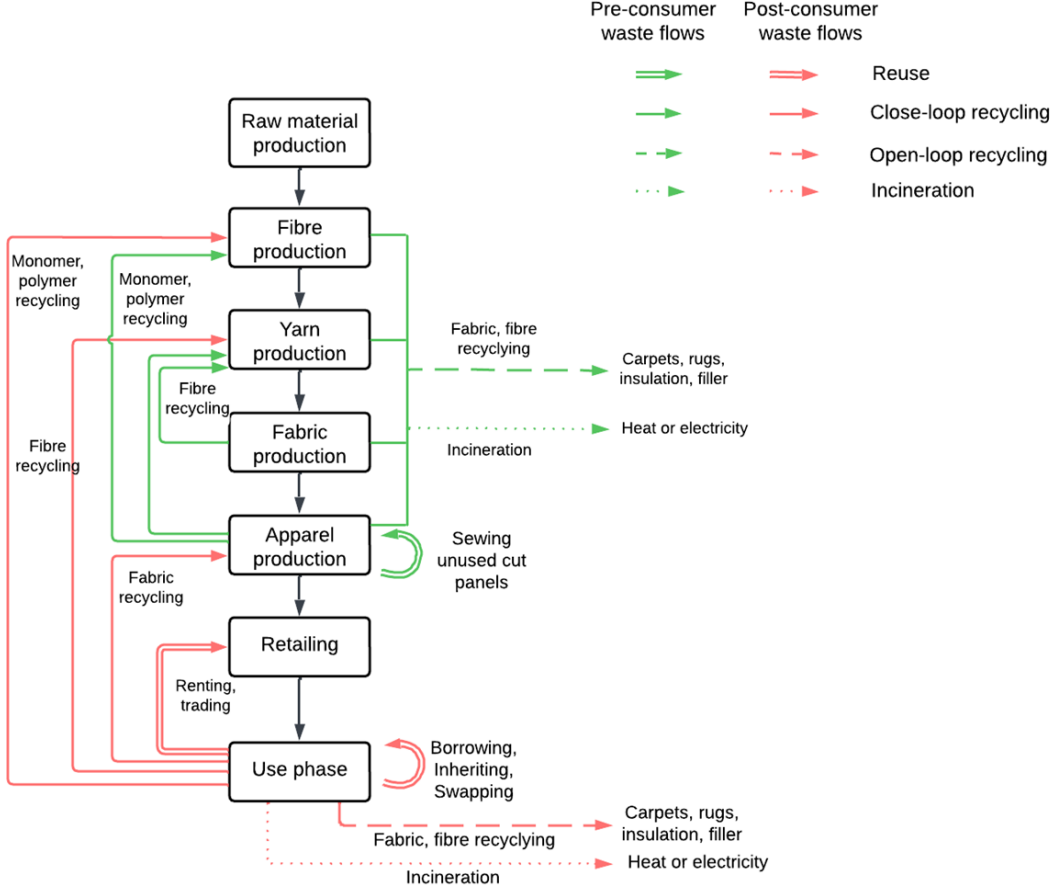 Pre-consumer
waste flows
Post-consumer
waste flows
Reuse
Close-loop recycling
Open-loop recycling
Incineration
Raw material
production
Fibre
production
Monomer,
polymer
recycling
Monomer,
polymer
recycling
Yarn
production
Fabric, fibre
recyclying
Carpets, rugs,
insulation, filler
Fibre
recycling
Fabric
production
Heat or electricity
Incineration
Fibre
recycling
Apparel
production
Sewing
unused cut
panels
Fabric
recycling
Retailing
Renting,
trading
Use phase
Borrowing,
Inheriting,
Swapping
Carpets, rugs,
insulation, filler
Fabric, fibre recyclying
Heat or electricity
Incineration